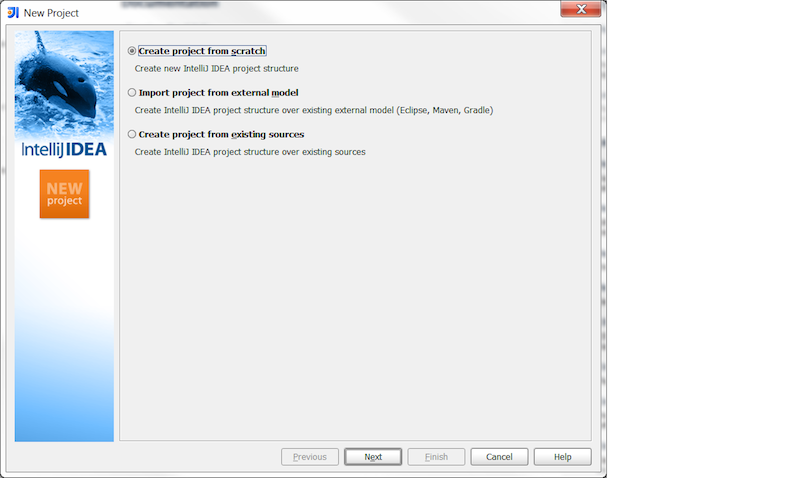 New Project
Create project from scratch
Create new IntelliJ IDEA project structure
Import project from external model
Create IntelliJ IDEA project structure over existing external model (Eclipse, Maven, Gradle)
Create project from existing sources
Create IntelliJ IDEA project structure over existing sources
IntelliJ IDEA
NEW
project
Previous
Next
Finish
Cancel
Help